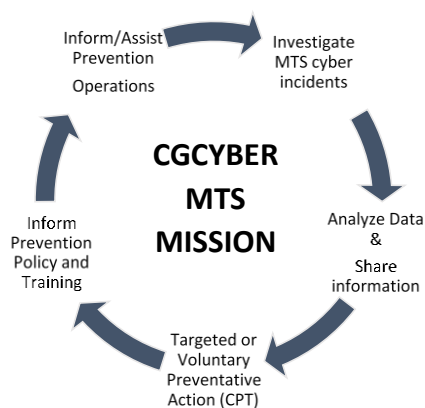 Inform/Assist
Prevention
Operations
Investigate
MTS cyber
incidents
CGCYBER
MTS
MISSION
Analyze Data
&
Share
information
Targeted or
Voluntary
Preventative
Action (CPT)
Inform
Prevention
Policy and
Training